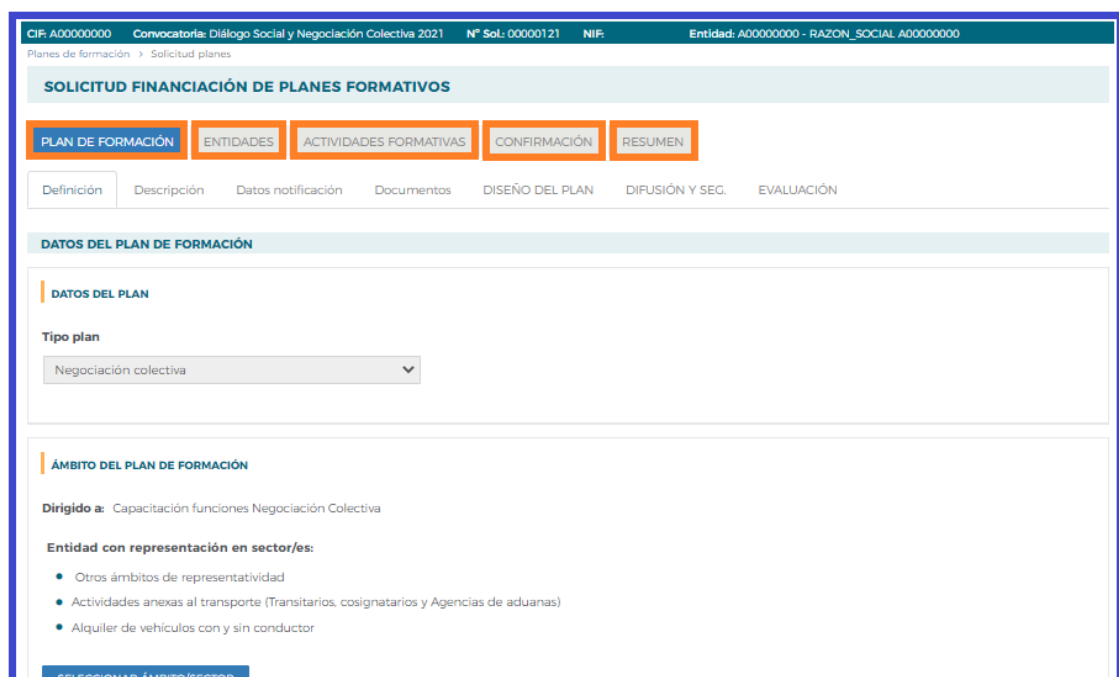 CIF: A00000000 Convocatoria: Diálogo Social y Negociación Colectiva 2021 Nº Sol.: 00000121 NIF: Entidad: A00000000 - RAZON_SOCIAL A00000000
Planes de formación > Solicitud planes
SOLICITUD FINANCIACIÓN DE PLANES FORMATIVOS
PLAN DE FORMACIÓN ENTIDADES ACTIVIDADES FORMATIVAS CONFIRMACIÓN RESUMEN
Definición Descripción Datos notificación Documentos DISEÑO DEL PLAN DIFUSIÓN Y SEG. EVALUACIÓN
DATOS DEL PLAN DE FORMACIÓN
DATOS DEL PLAN
Tipo plan
Negociación colectiva
ÁMBITO DEL PLAN DE FORMACIÓN
Dirigido a: Capacitación funciones Negociación Colectiva
Entidad con representación en sector/es:
Otros ámbitos de representatividad
Actividades anexas al transporte (Transitarios, cosignatarios y Agencias de aduanas)
Alquiler de vehículos con y sin conductor
SELECCIONAR ÁMBITO/SECTOR